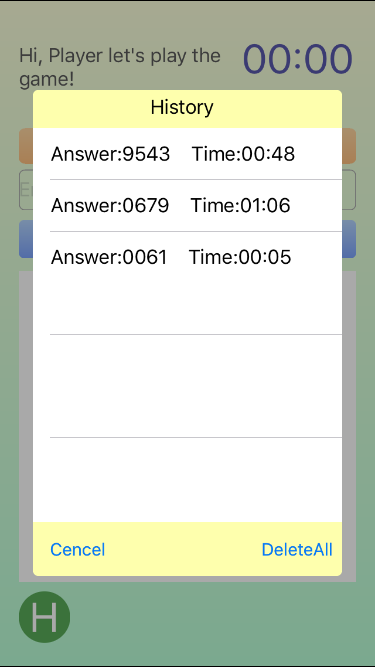 Hi, Player let's play the
game!
00:00
History
Answer:9543 Time:00:48
Answer:0679 Time:01:06
Answer:0061 Time:00:05
Cencel
DeleteAll
H